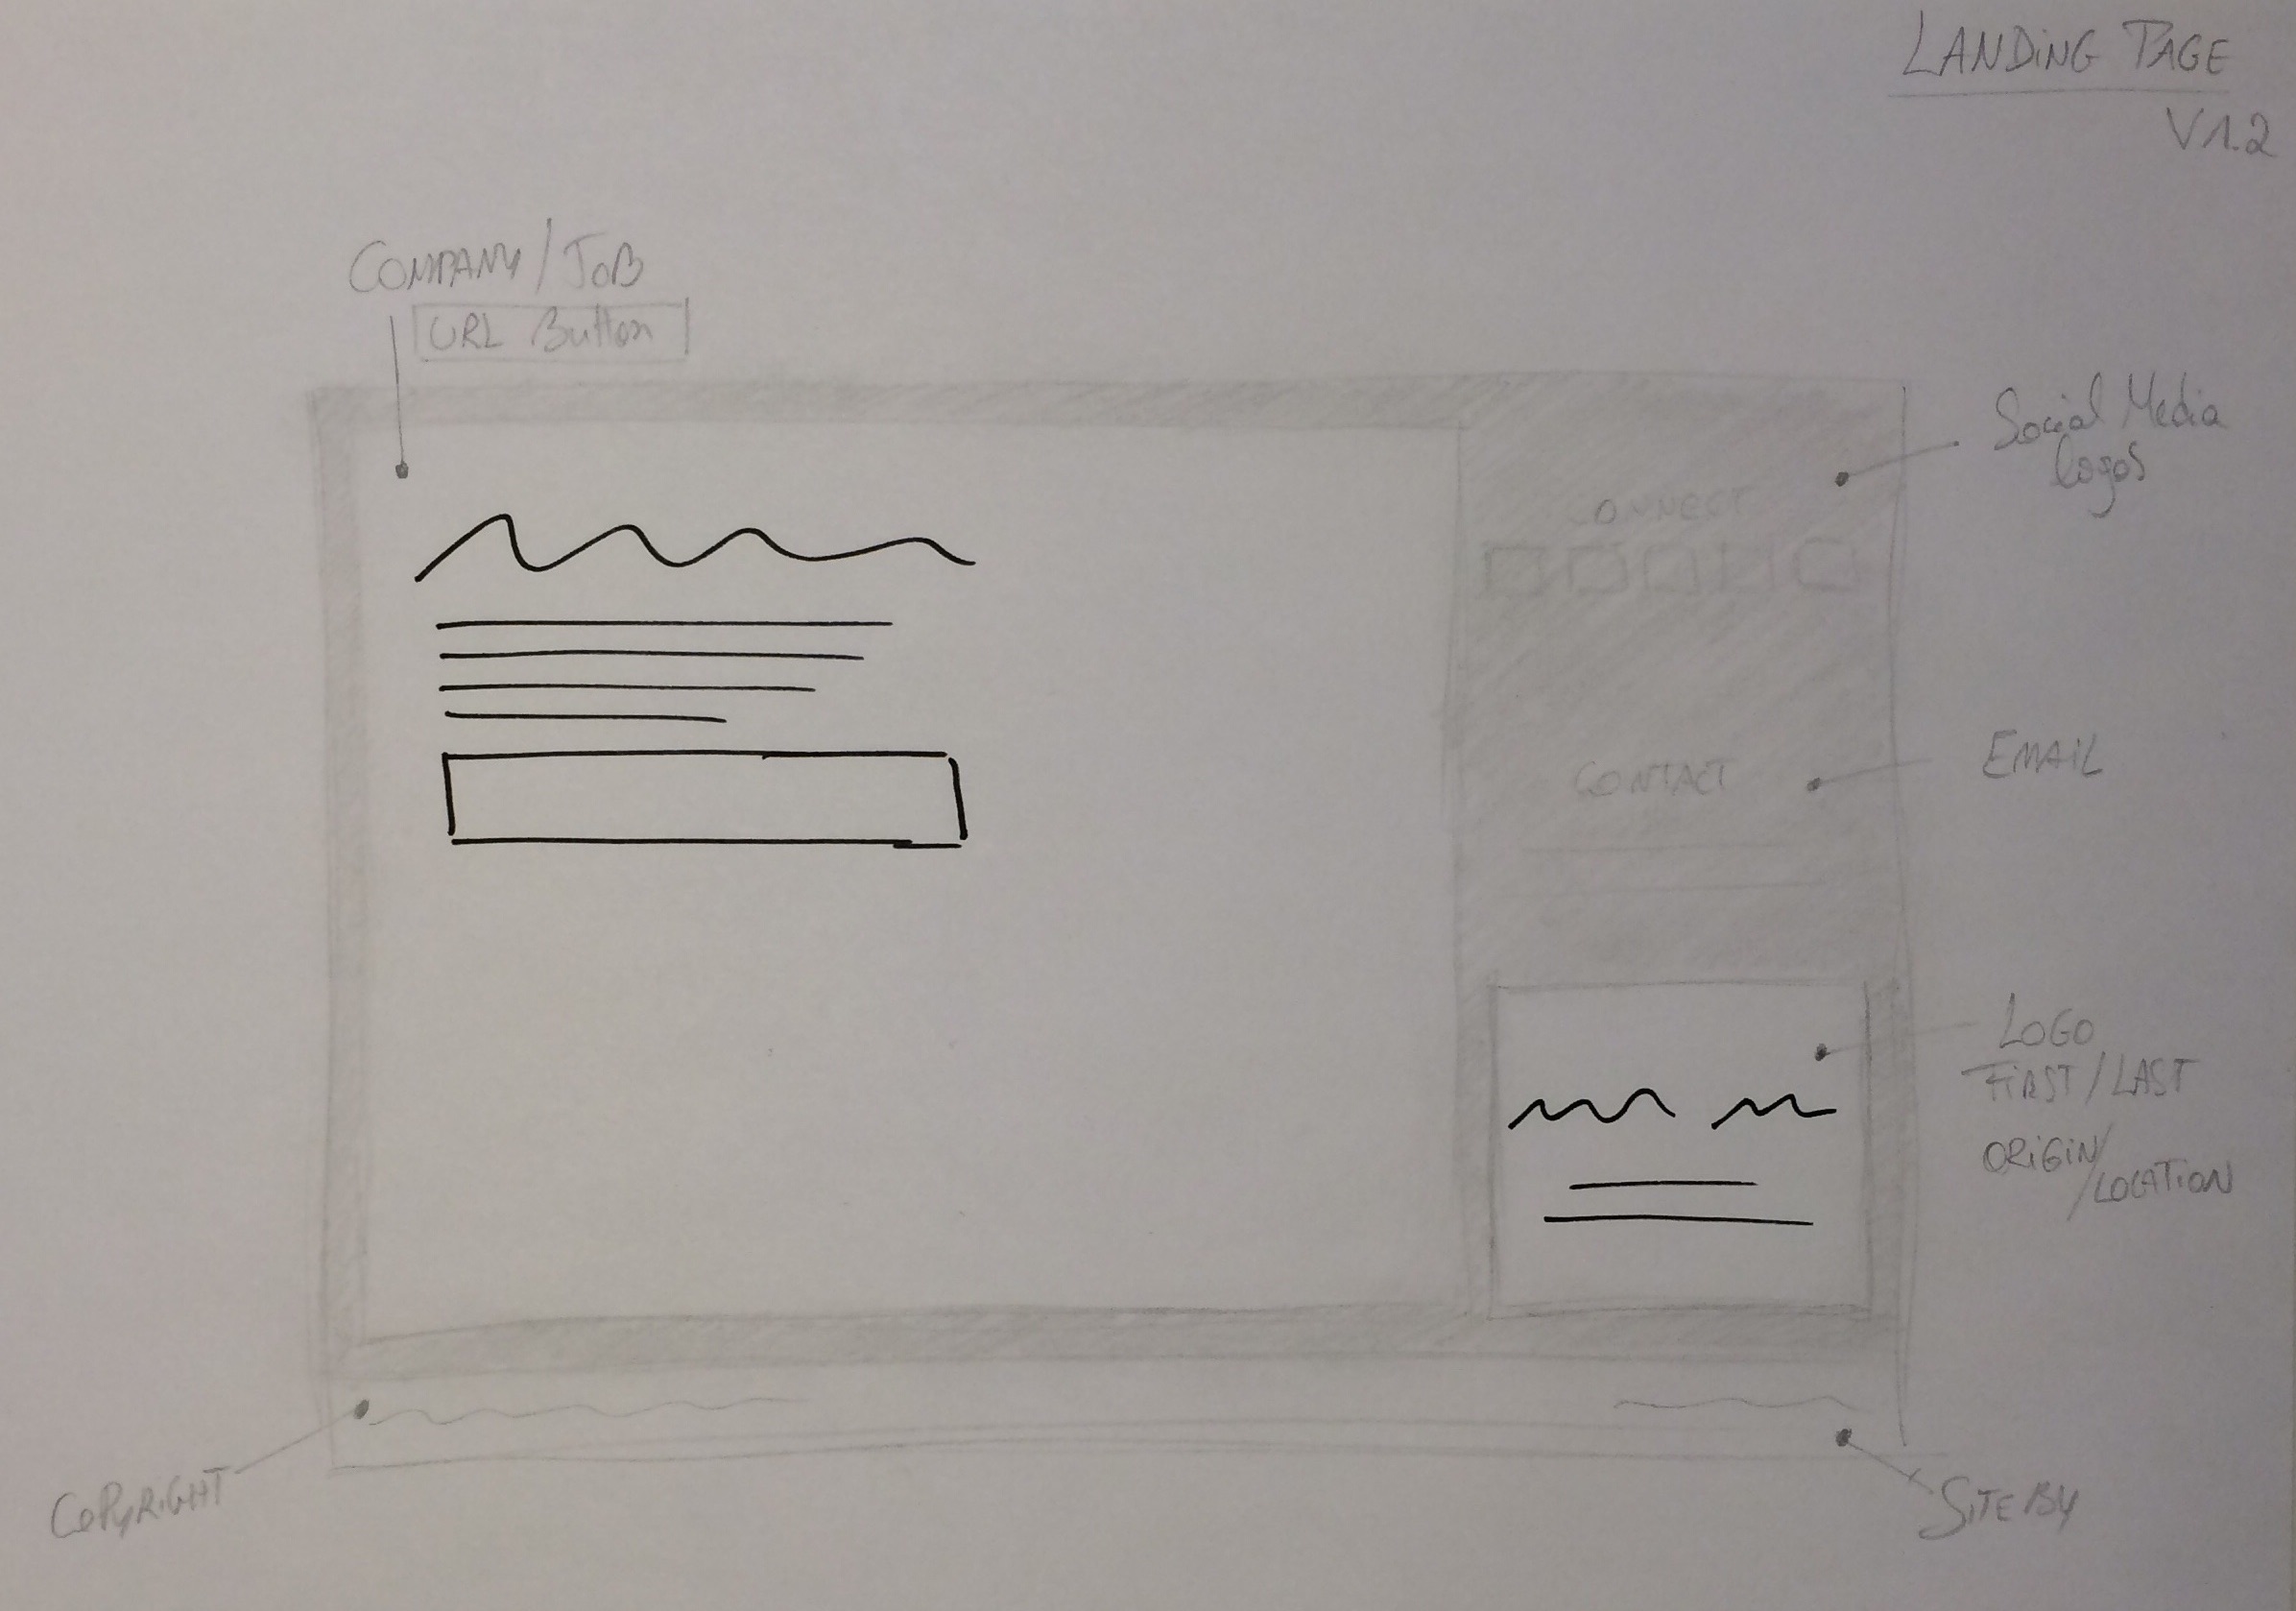 LANDiNG PAGE
V1.2
COMPANY/JOB
URL Button
Social Media
logos
CONNECT
EMAiL
CONTACT
LOGO
FiRST/LAST
ORiGiN/
LOCATiON
COPYRiGHT
SiTE BY